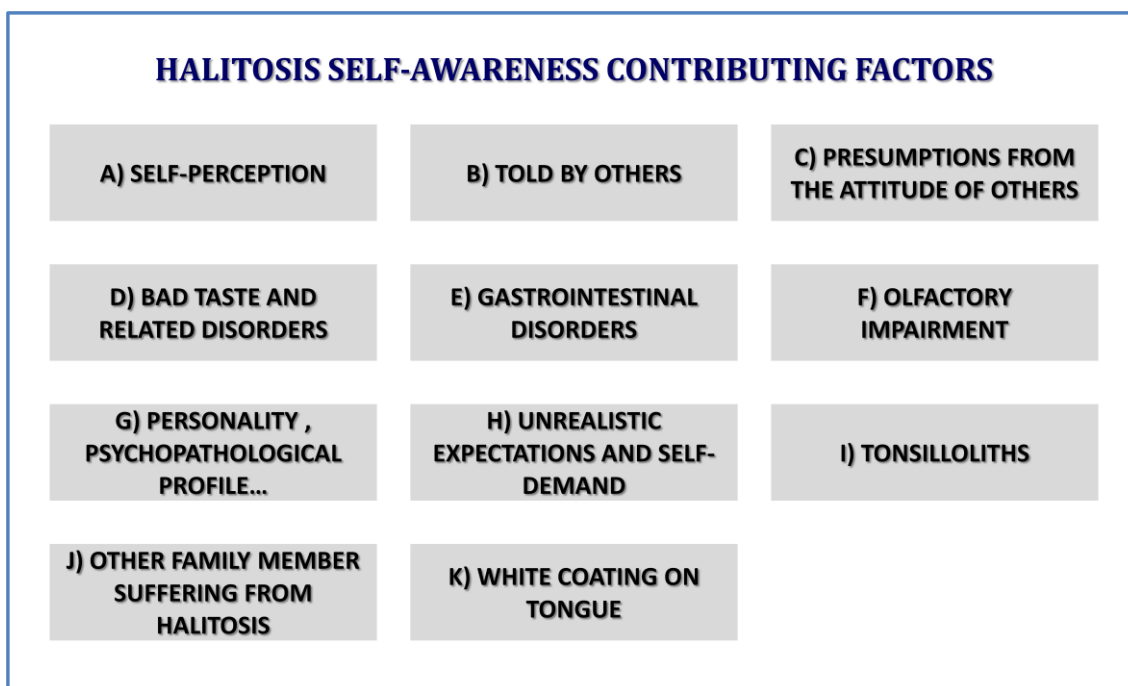 HALITOSIS SELF-AWARENESS CONTRIBUTING FACTORS
A) SELF-PERCEPTION
B) TOLD BY OTHERS
C) PRESUMPTIONS FROM
THE ATTITUDE OF OTHERS
D) BAD TASTE AND
RELATED DISORDERS
E) GASTROINTESTINAL
DISORDERS
F) OLFACTORY
IMPAIRMENT
G) PERSONALITY ,
PSYCHOPATHOLOGICAL
PROFILE…
H) UNREALISTIC
EXPECTATIONS AND SELF-
DEMAND
I) TONSILLOLITHS
J) OTHER FAMILY MEMBER
SUFFERING FROM
HALITOSIS
K) WHITE COATING ON
TONGUE